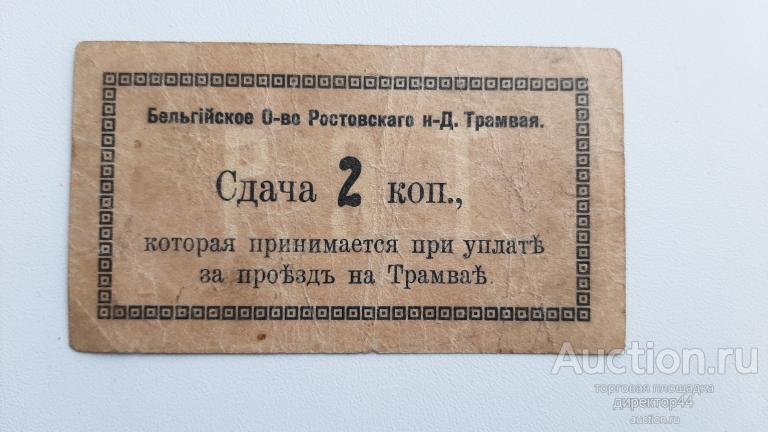 Бельгійское О-во Ростовскаго н-Д. Трамвая.
Сдача 2 коп.,
которая принимается при уплатѣ
за проѣздъ на Трамваѣ.
Auction.ru
торговая площадка
директор44
auction.ru